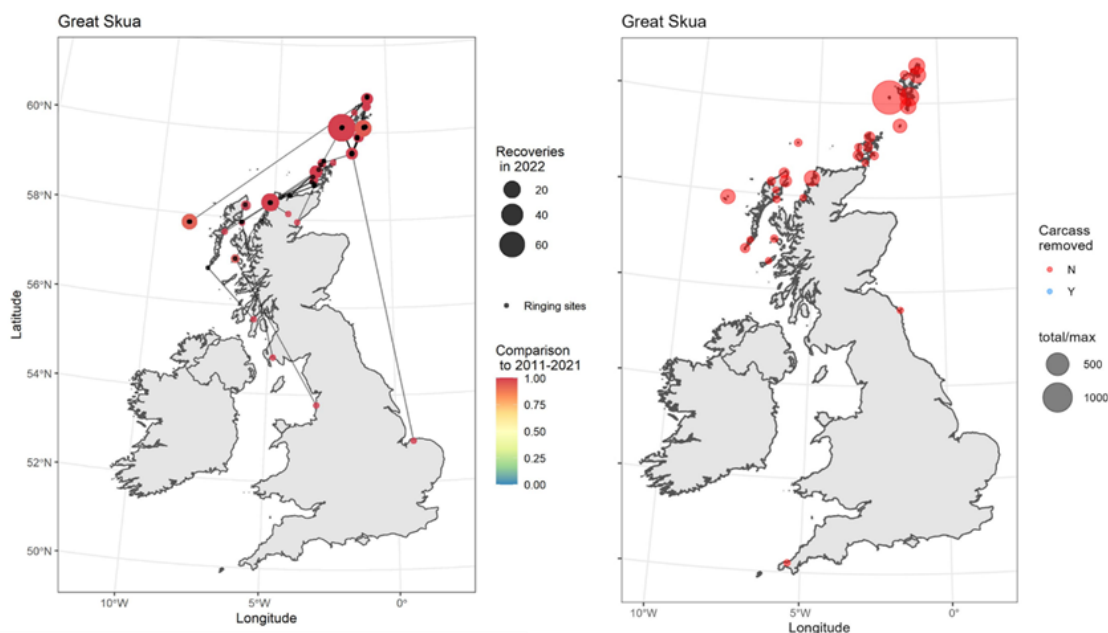 Great Skua
60°N
58°N
56°N
54°N
52°N
50°N
Latitude
10°W
5°W
0°
Longitude
Recoveries
in 2022
20
40
60
Ringing sites
Comparison
to 2011-2021
1.00
0.75
0.50
0.25
0.00
Great Skua
10°W
5°W
0°
Longitude
Carcass
removed
N
Y
total/max
500
1000